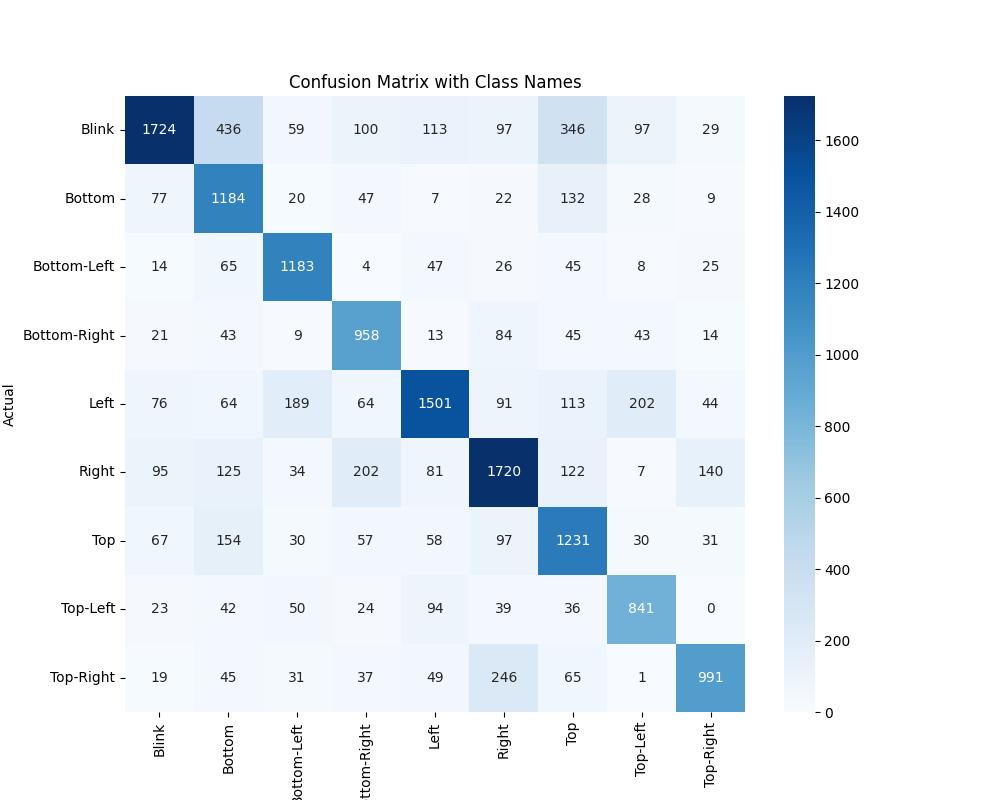 Confusion Matrix with Class Names
Blink 1724 436 59 100 113 97 346 97 29
Bottom 77 1184 20 47 7 22 132 28 9
Bottom-Left 14 65 1183 4 47 26 45 8 25
Bottom-Right 21 43 9 958 13 84 45 43 14
Left 76 64 189 64 1501 91 113 202 44
Right 95 125 34 202 81 1720 122 7 140
Top 67 154 30 57 58 97 1231 30 31
Top-Left 23 42 50 24 94 39 36 841 0
Top-Right 19 45 31 37 49 246 65 1 991
Actual
Blink
Bottom
ottom-Left
ttom-Right
Left
Right
Top
Top-Left
Top-Right
1600
1400
1200
1000
800
600
400
200
0